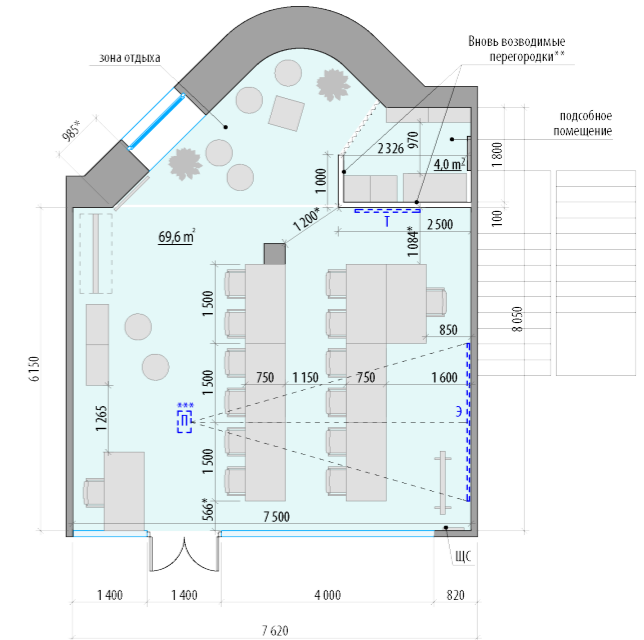 зона отдыха
Вновь возводимые
перегородки**
подсобное
помещение
985*
970
2 326
4,0 m²
1 800
1 000
1 200*
Т
2 500
100
1 084*
69,6 m²
1 500
850
8 050
6 150
750
1 150
750
1 600
1 500
***
П
Э
1 265
1 500
566*
7 500
ЩС
1 400
1 400
4 000
820
7 620